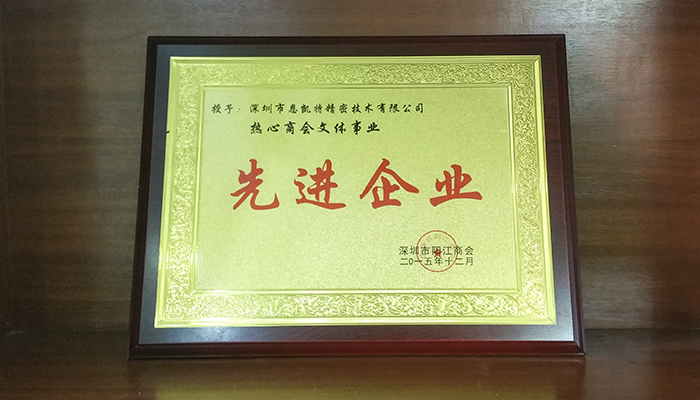 授予：深圳市恩凯特精密技术有限公司
热心商会文体事业
先进企业
深圳市阳江商会
二〇一五年十二月